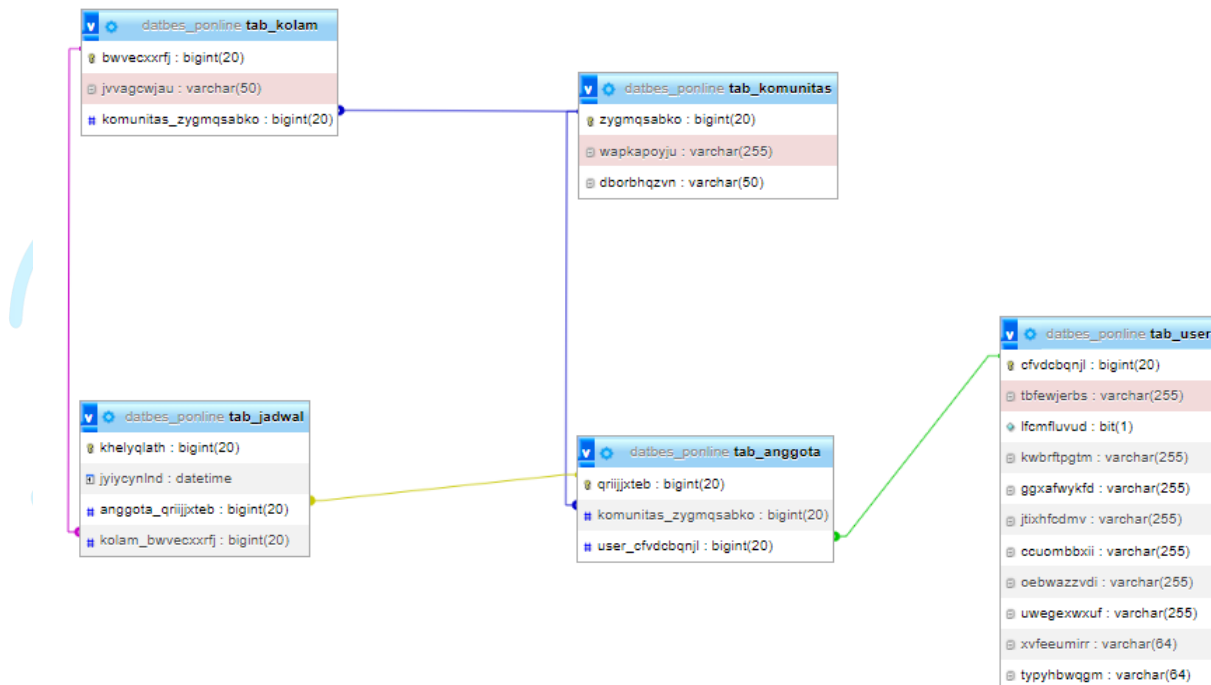 datbes_ponline tab_kolam
bwvecxxrfj : bigint(20)
jvvagcwjau : varchar(50)
komunitas_zygmqsabko : bigint(20)
datbes_ponline tab_komunitas
zygmqsabko : bigint(20)
wapkapoyju : varchar(255)
dborbhqzvn : varchar(50)
datbes_ponline tab_user
cfvdcbqnjl : bigint(20)
tbfewjerbs : varchar(255)
lfcmfluvud : bit(1)
kwbrftpgtm : varchar(255)
ggxafwykfd : varchar(255)
jtixhfcdmv : varchar(255)
ccuombbxii : varchar(255)
oebwazzvdi : varchar(255)
uwegexwxuf : varchar(255)
xvfeeumirr : varchar(64)
typyhbwqgm : varchar(64)
datbes_ponline tab_jadwal
khelyqlath : bigint(20)
jyiycynlnd : datetime
anggota_qriijjxteb : bigint(20)
kolam_bwvecxxrfj : bigint(20)
datbes_ponline tab_anggota
qriijjxteb : bigint(20)
komunitas_zygmqsabko : bigint(20)
user_cfvdcbqnjl : bigint(20)